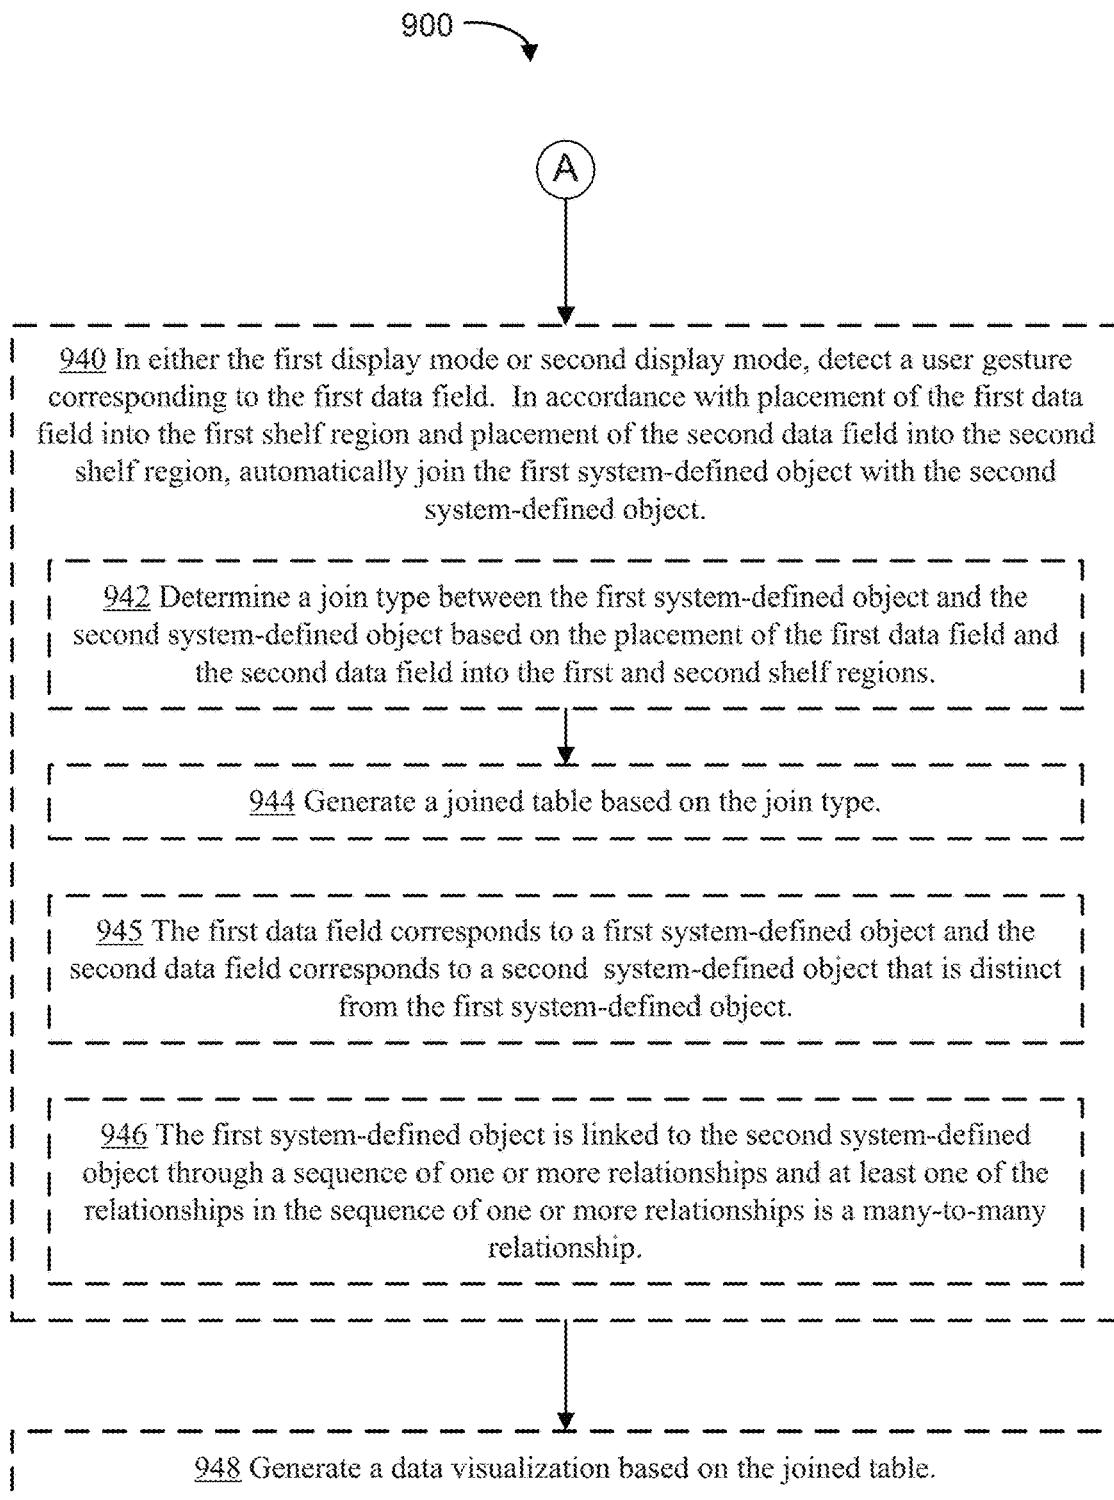 900
A
940 In either the first display mode or second display mode, detect a user gesture
corresponding to the first data field. In accordance with placement of the first data
field into the first shelf region and placement of the second data field into the second
shelf region, automatically join the first system-defined object with the second
system-defined object.
942 Determine a join type between the first system-defined object and the
second system-defined object based on the placement of the first data field and
the second data field into the first and second shelf regions.
944 Generate a joined table based on the join type.
945 The first data field corresponds to a first system-defined object and the
second data field corresponds to a second system-defined object that is distinct
from the first system-defined object.
946 The first system-defined object is linked to the second system-defined
object through a sequence of one or more relationships and at least one of the
relationships in the sequence of one or more relationships is a many-to-many
relationship.
948 Generate a data visualization based on the joined table.